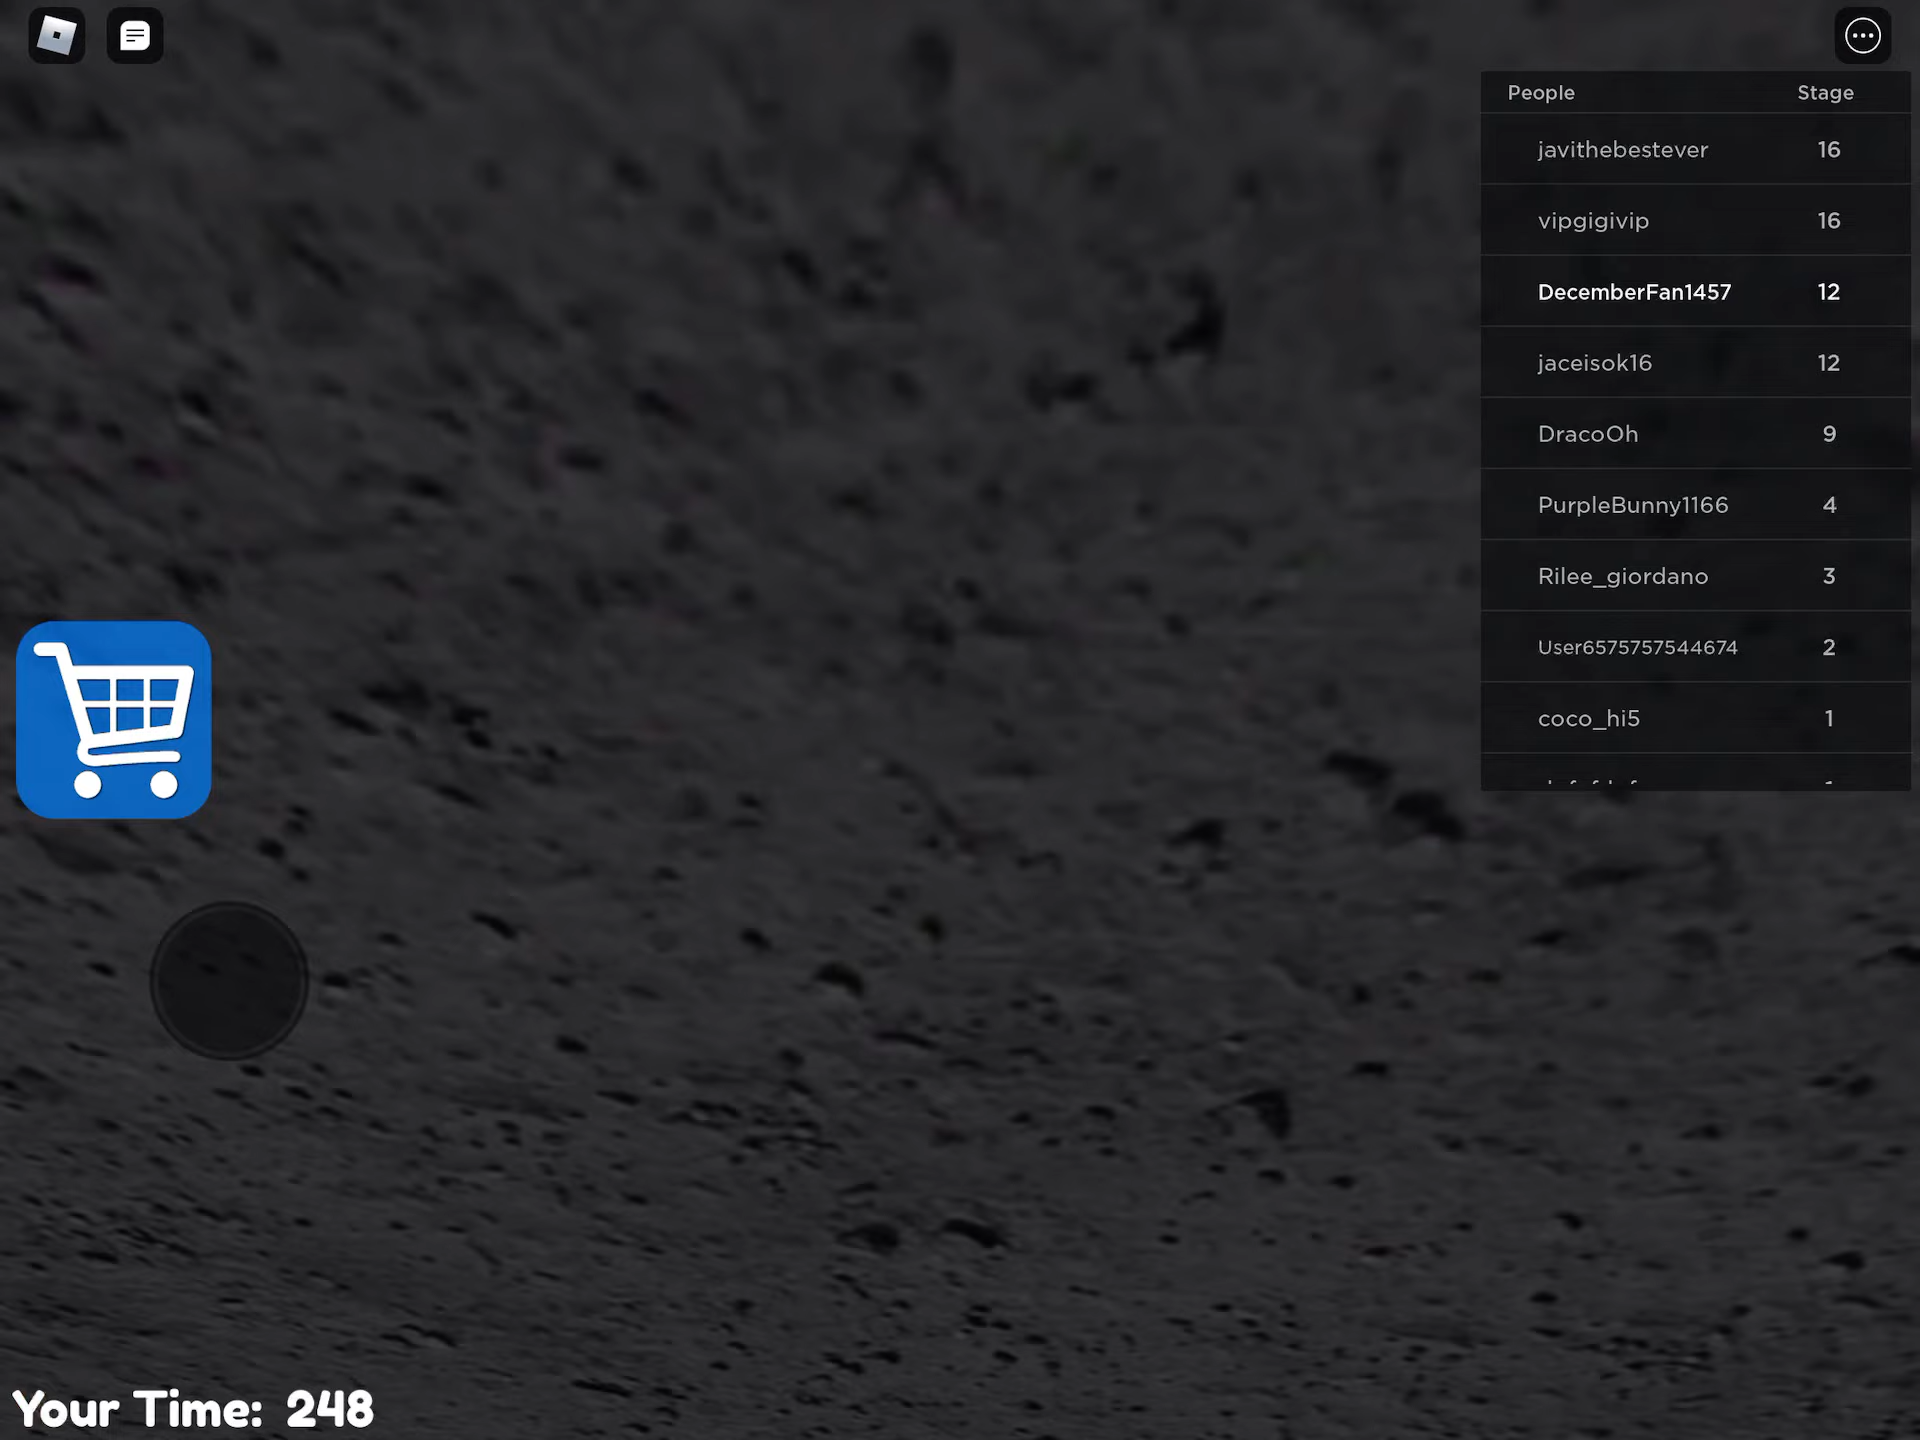 People Stage
javithebestever 16
vipgigivip 16
DecemberFan1457 12
jaceisok16 12
DracoOh 9
PurpleBunny1166 4
Rilee_giordano 3
User6575757544674 2
coco_hi5 1
Your Time: 248